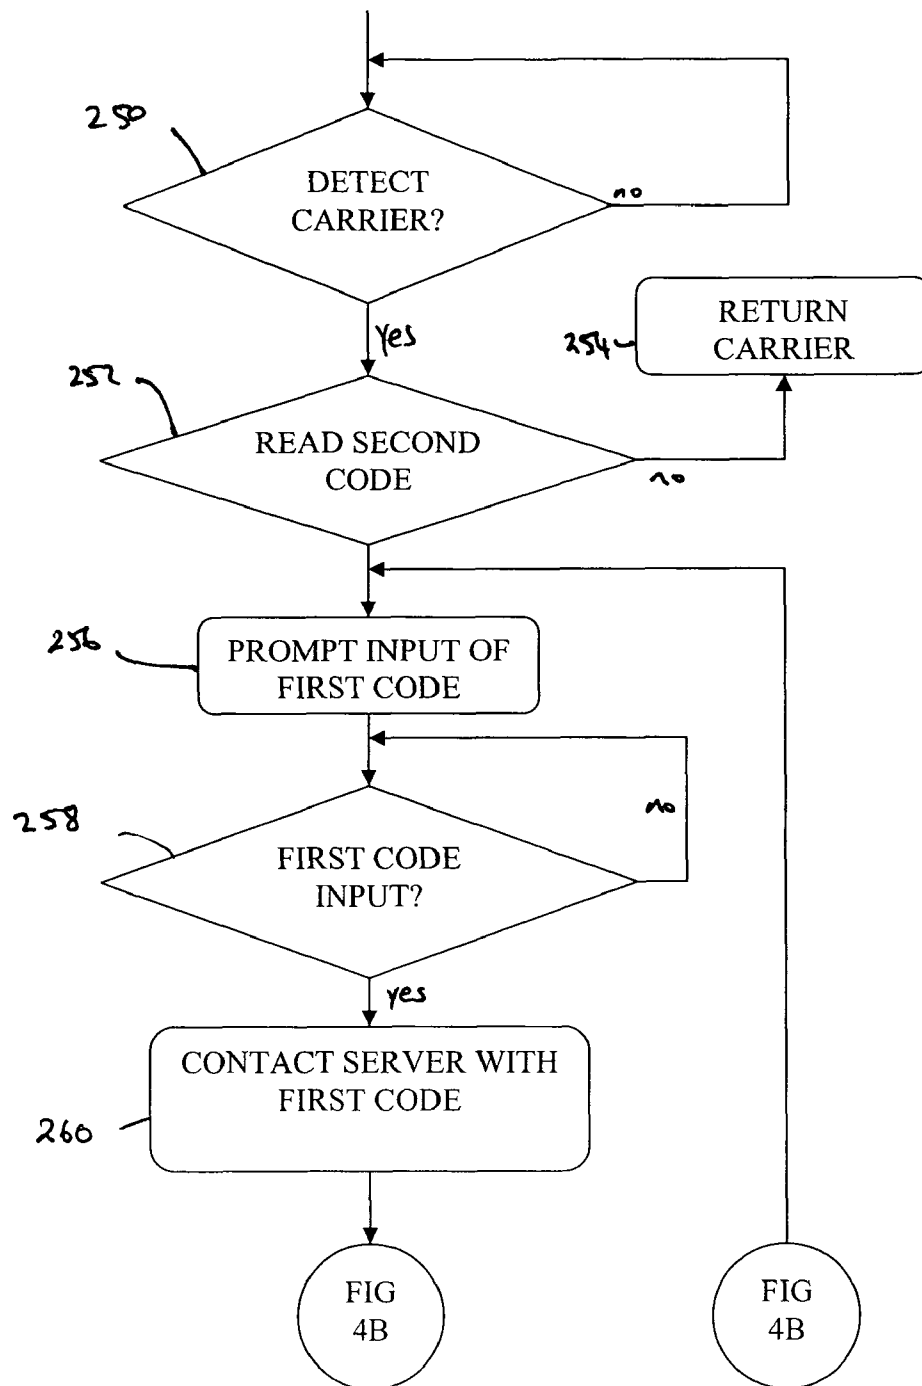 250
DETECT
CARRIER?
no
yes
RETURN
CARRIER
254
252
READ SECOND
CODE
no
256
PROMPT INPUT OF
FIRST CODE
no
258
FIRST CODE
INPUT?
yes
CONTACT SERVER WITH
FIRST CODE
260
FIG
4B
FIG
4B